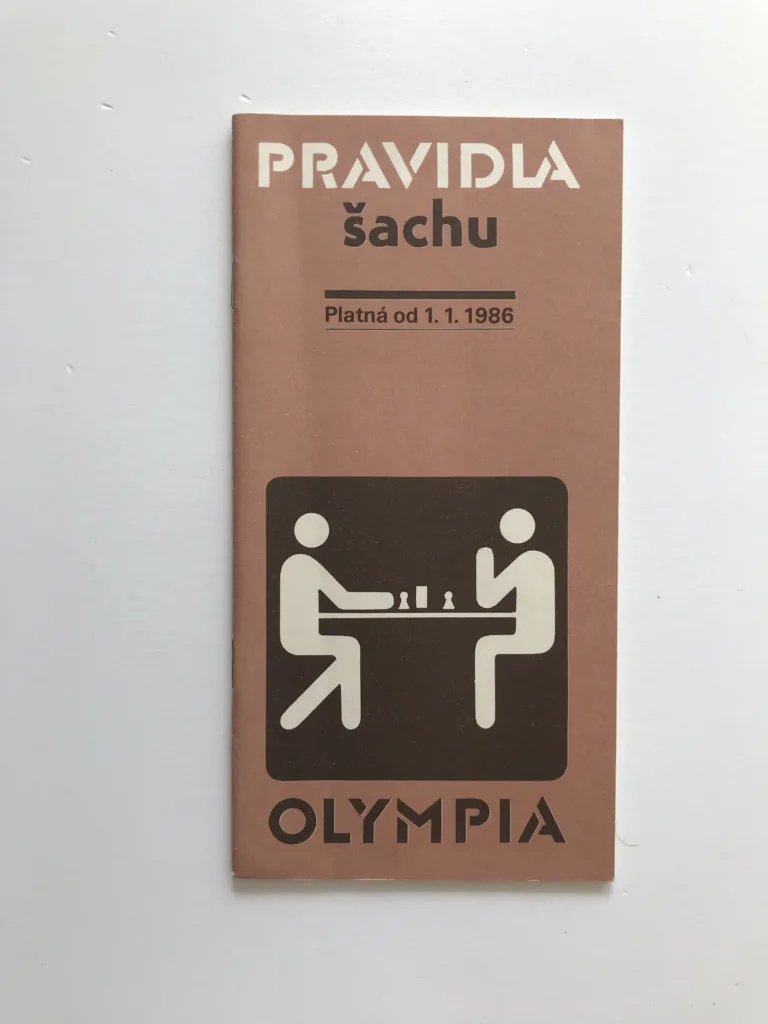 PRAVIDLA
šachu
Platná od 1. 1. 1986
OLYMPIA